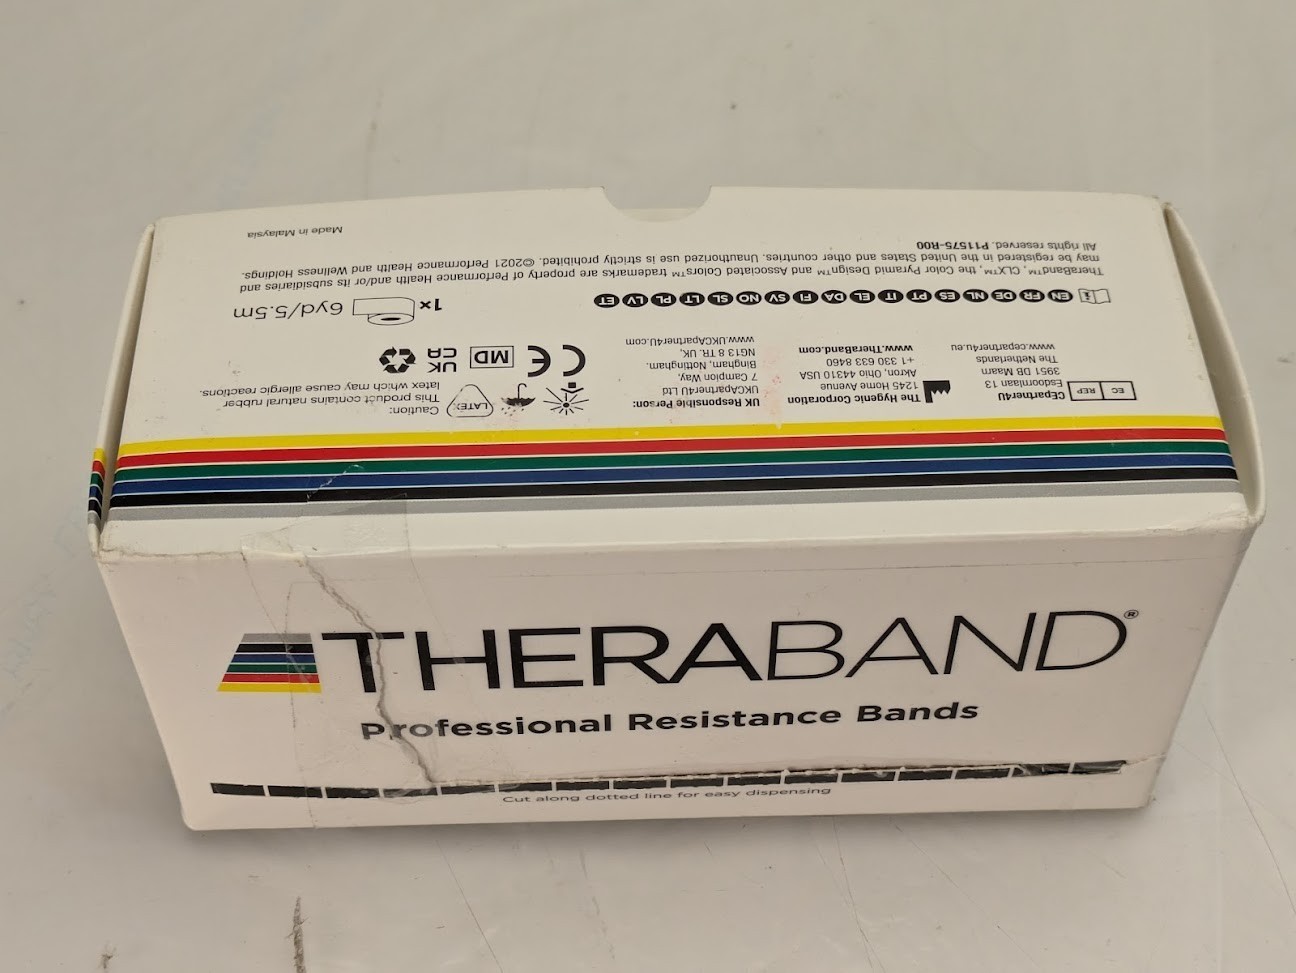 Made in Malaysia
TheraBand™, CLX™, the Color Pyramid Design™ and Associated Colors™ trademarks are property of Performance Health and/or its subsidiaries and
may be registered in the United States and other countries. Unauthorized use is strictly prohibited. ©2021 Performance Health and Wellness Holdings.
All rights reserved. P11575-R00
EN FR DE NL ES PT IT EL DA FI SV NO SL LT PL LV ET
1x 6yd/5.5m
EC REP
CEpartner4U
Esdoornlaan 13
3951 DB Maarn
The Netherlands
www.cepartner4u.eu
The Hygenic Corporation
1245 Home Avenue
Akron, Ohio 44310 USA
+1 330 633 8460
www.TheraBand.com
UK Responsible Person:
UKCApartner4U Ltd
7 Campion Way,
Bingham, Nottingham.
NG13 8 TR. UK,
www.UKCApartner4U.com
CE MD UK
CA
LATEX
Caution:
This product contains natural rubber
latex which may cause allergic reactions.
THERABAND®
Professional Resistance Bands
Cut along dotted line for easy dispensing